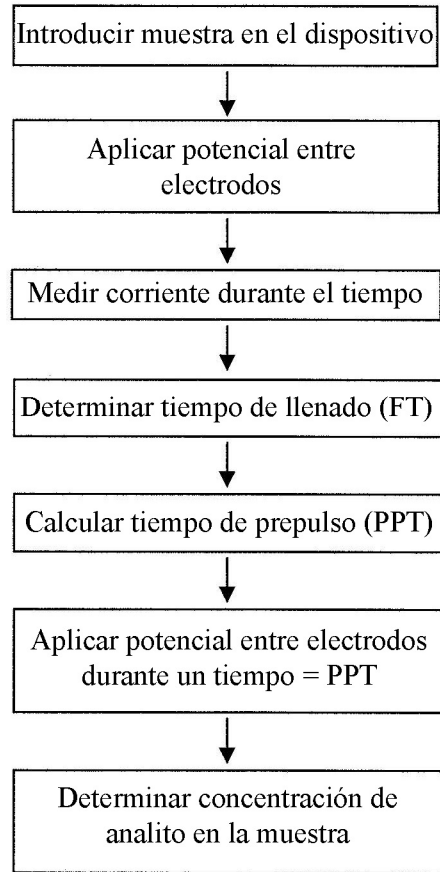 Introducir muestra en el dispositivo
Aplicar potencial entre
electrodos
Medir corriente durante el tiempo
Determinar tiempo de llenado (FT)
Calcular tiempo de prepulso (PPT)
Aplicar potencial entre electrodos
durante un tiempo = PPT
Determinar concentración de
analito en la muestra